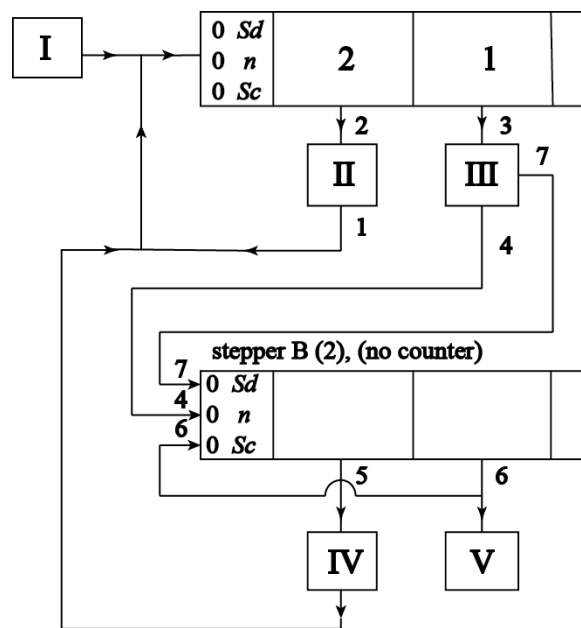 I
0 Sd
0 n
0 Sc
2
1
2
3
II
III
7
1
4
stepper B (2), (no counter)
7
4
6
0 Sd
0 n
0 Sc
5
6
IV
V